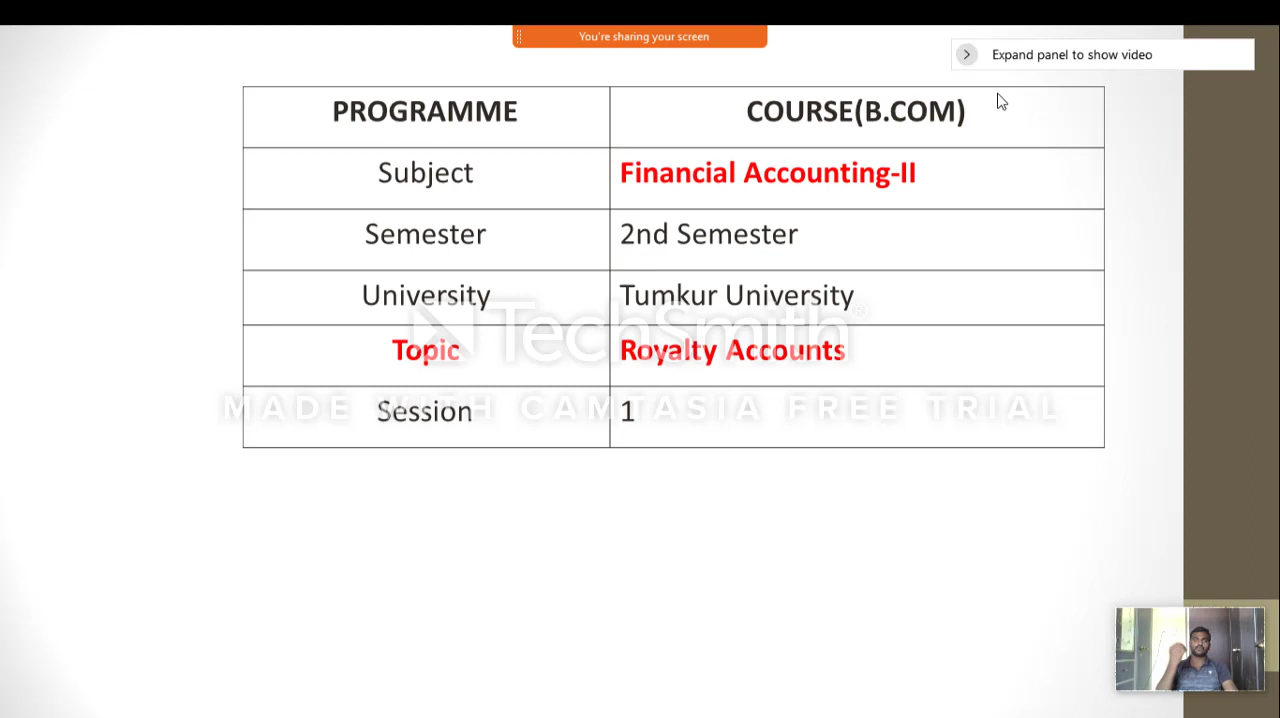 You're sharing your screen
Expand panel to show video
PROGRAMME COURSE(B.COM)
Subject Financial Accounting-II
Semester 2nd Semester
University Tumkur University
TechSmith®
Topic Royalty Accounts
MADE WITH CAMTASIA FREE TRIAL
Session 1